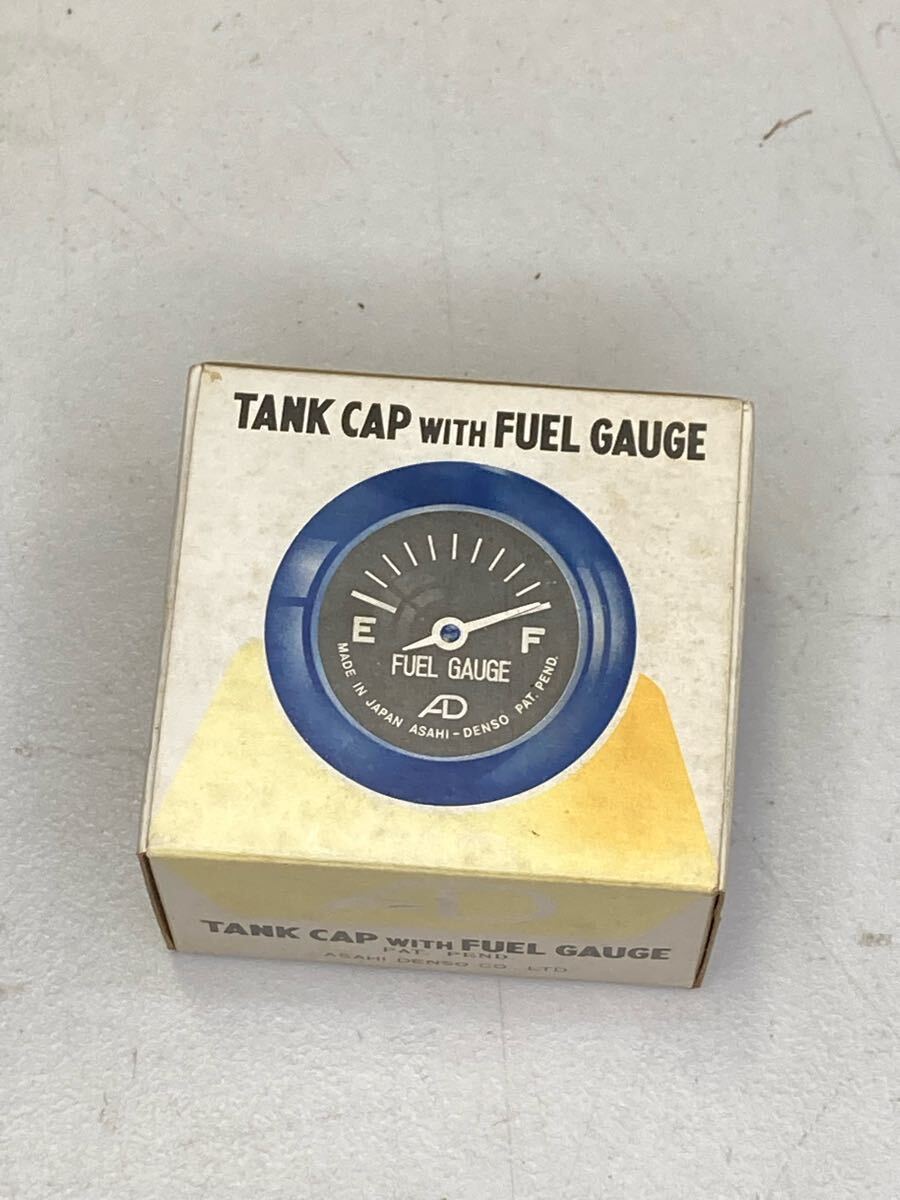 TANK CAP WITH FUEL GAUGE
E F
FUEL GAUGE
AD
MADE IN JAPAN ASAHI-DENSO PAT. PEND.
AD
TANK CAP WITH FUEL GAUGE
PAT. PEND
ASAHI DENSO CO. LTD